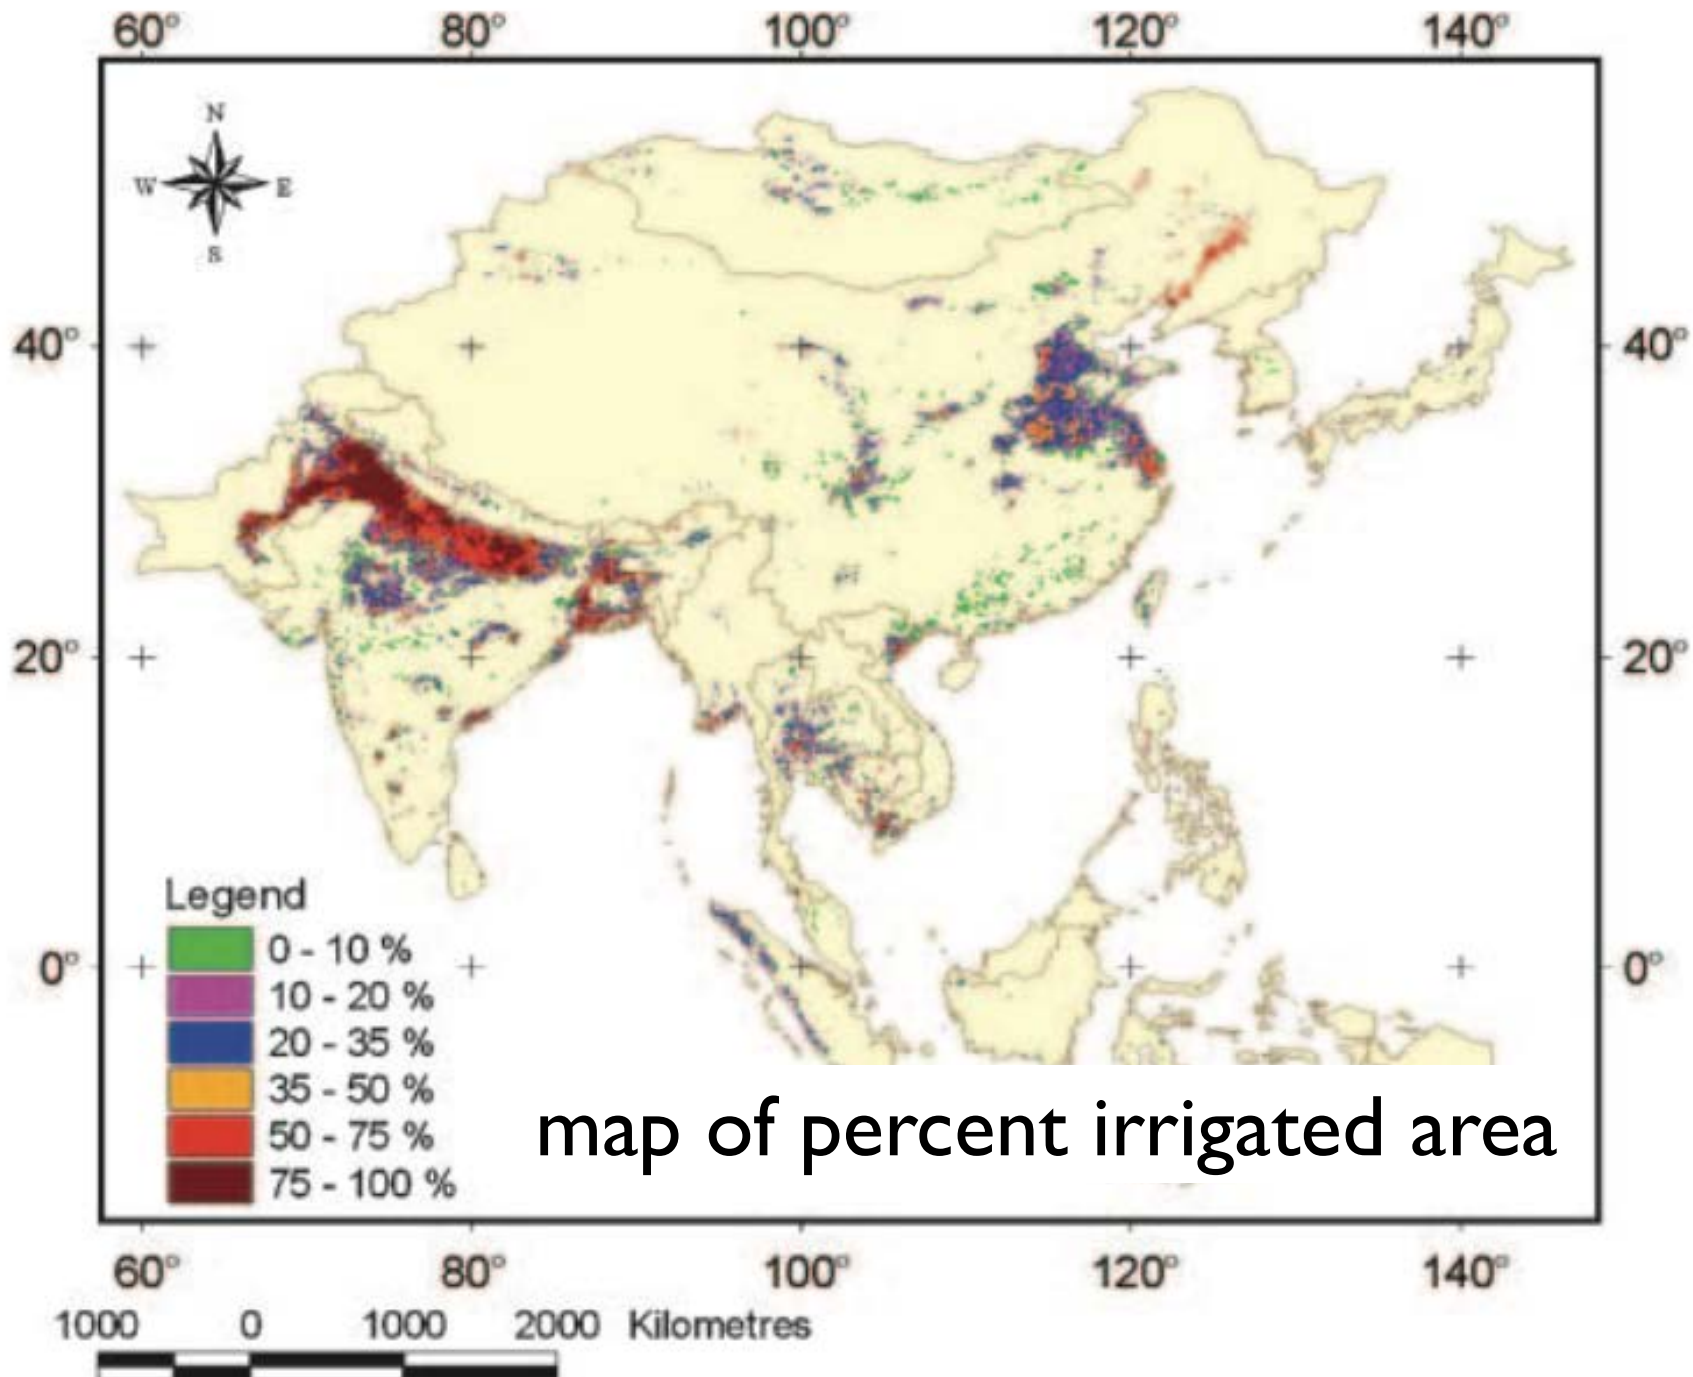 60° 80° 100° 120° 140°
N
W E
S
40° 40°
20° 20°
0° 0°
Legend
0 - 10 %
10 - 20 %
20 - 35 %
35 - 50 %
50 - 75 %
75 - 100 %
map of percent irrigated area
60° 80° 100° 120° 140°
1000 0 1000 2000 Kilometres